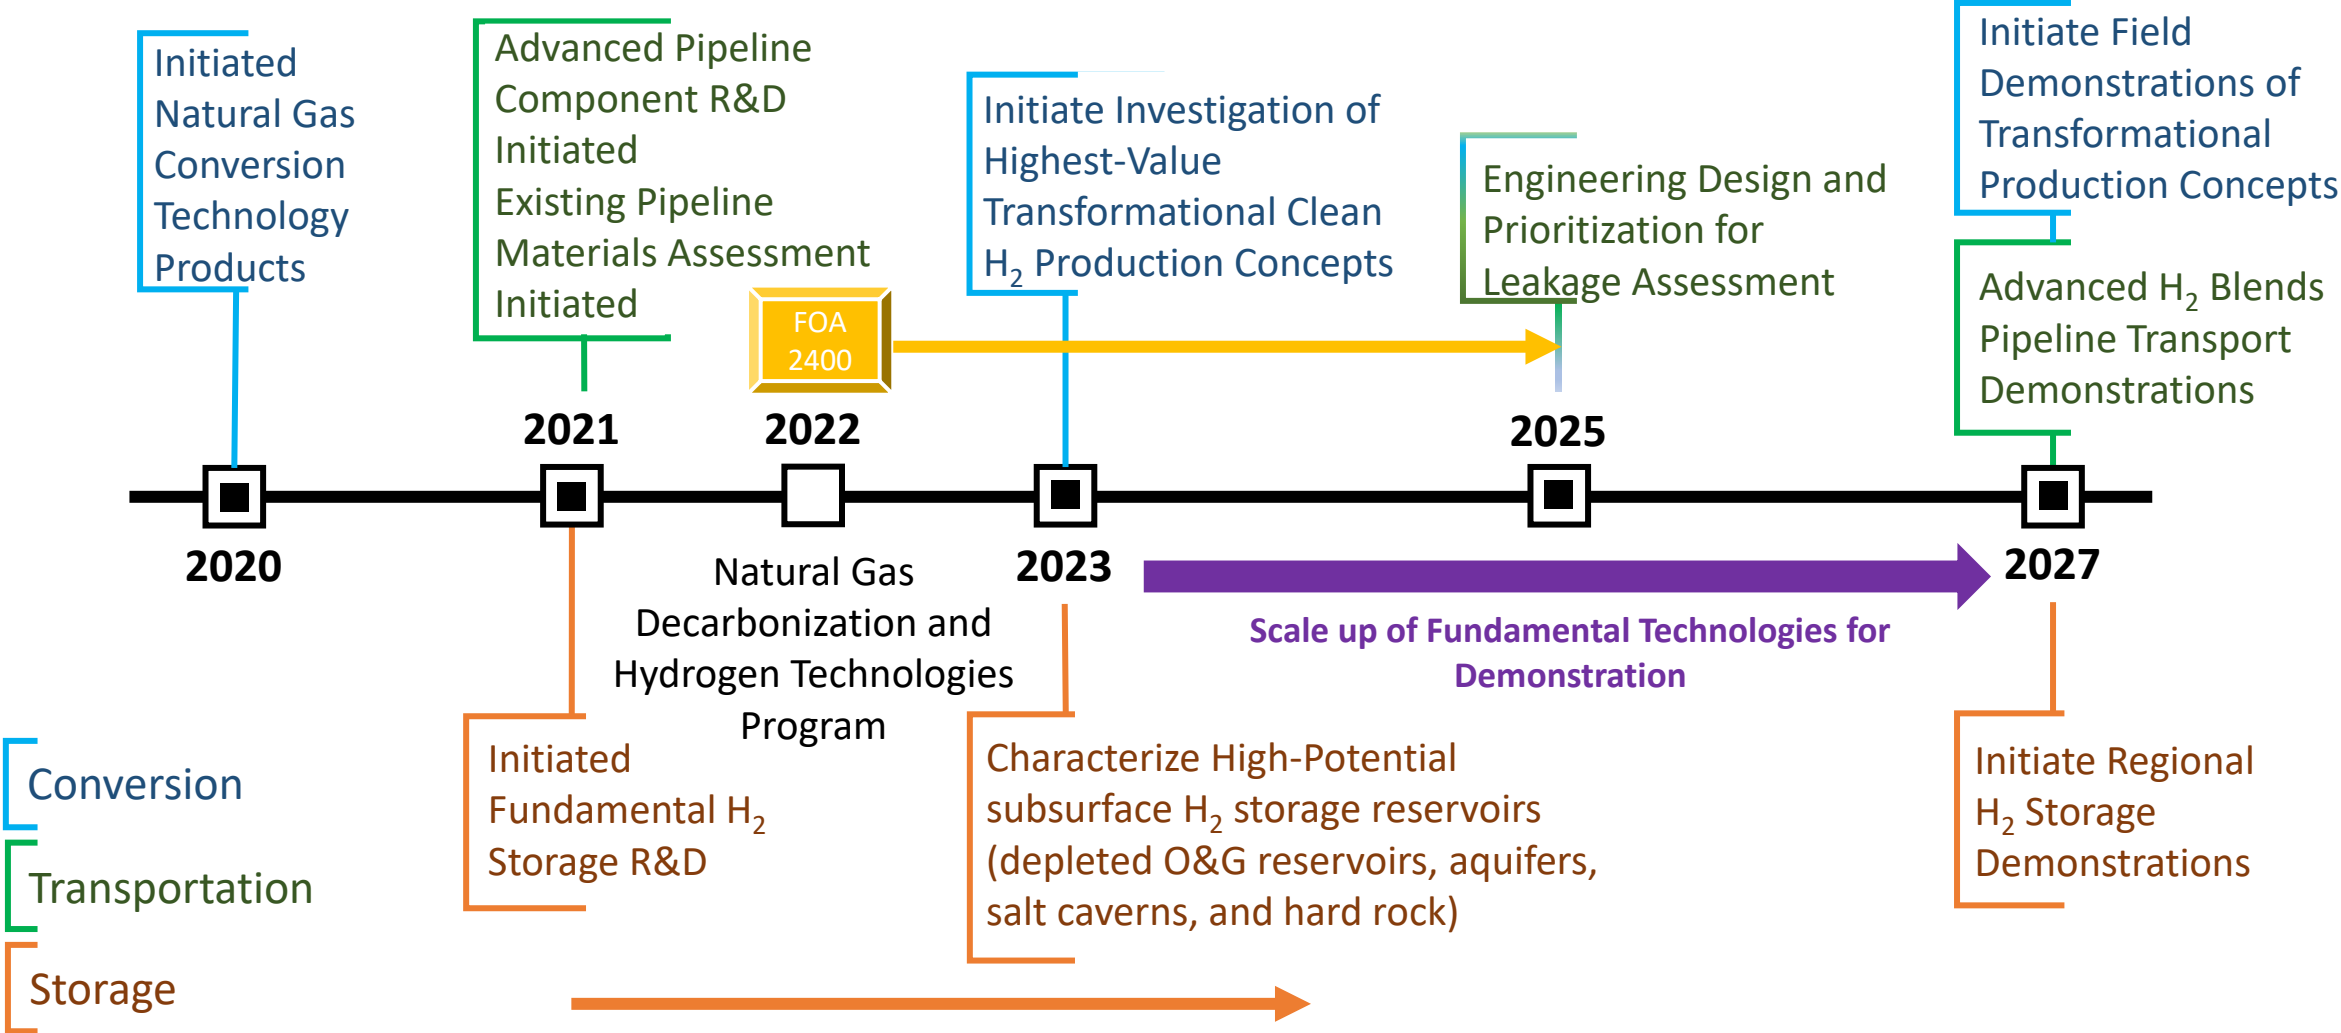 Initiated
Natural Gas
Conversion
Technology
Products
Advanced Pipeline
Component R&D
Initiated
Existing Pipeline
Materials Assessment
Initiated
FOA
2400
Initiate Investigation of
Highest-Value
Transformational Clean
H₂ Production Concepts
Engineering Design and
Prioritization for
Leakage Assessment
Initiate Field
Demonstrations of
Transformational
Production Concepts
Advanced H₂ Blends
Pipeline Transport
Demonstrations
2021
2022
2025
2020
2023
2027
Natural Gas
Decarbonization and
Hydrogen Technologies
Program
Scale up of Fundamental Technologies for
Demonstration
Initiated
Fundamental H₂
Storage R&D
Characterize High-Potential
subsurface H₂ storage reservoirs
(depleted O&G reservoirs, aquifers,
salt caverns, and hard rock)
Initiate Regional
H₂ Storage
Demonstrations
Conversion
Transportation
Storage